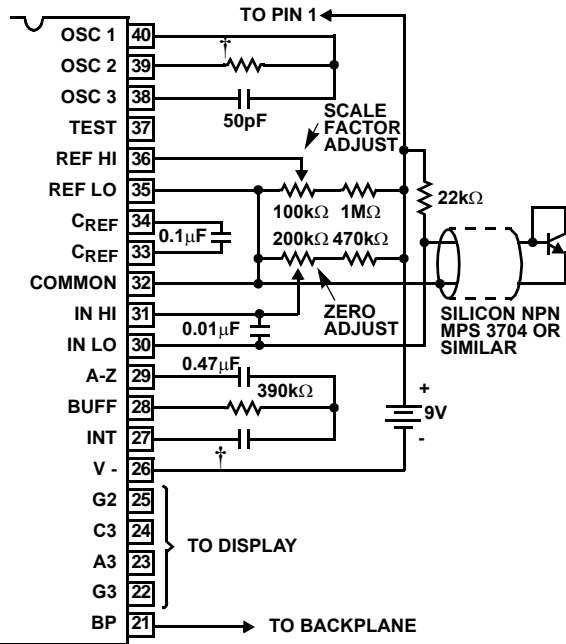 TO PIN 1
OSC 1 40
OSC 2 39 †
OSC 3 38
50pF
TEST 37
SCALE
FACTOR
ADJUST
REF HI 36
REF LO 35
100kΩ 1MΩ
22kΩ
CREF 34
0.1µF
200kΩ 470kΩ
CREF 33
COMMON 32
ZERO
ADJUST
SILICON NPN
MPS 3704 OR
SIMILAR
IN HI 31
0.01µF
IN LO 30
0.47µF
A-Z 29
390kΩ
BUFF 28
+
9V
-
INT 27
†
V - 26
G2 25
C3 24
TO DISPLAY
A3 23
G3 22
BP 21 TO BACKPLANE